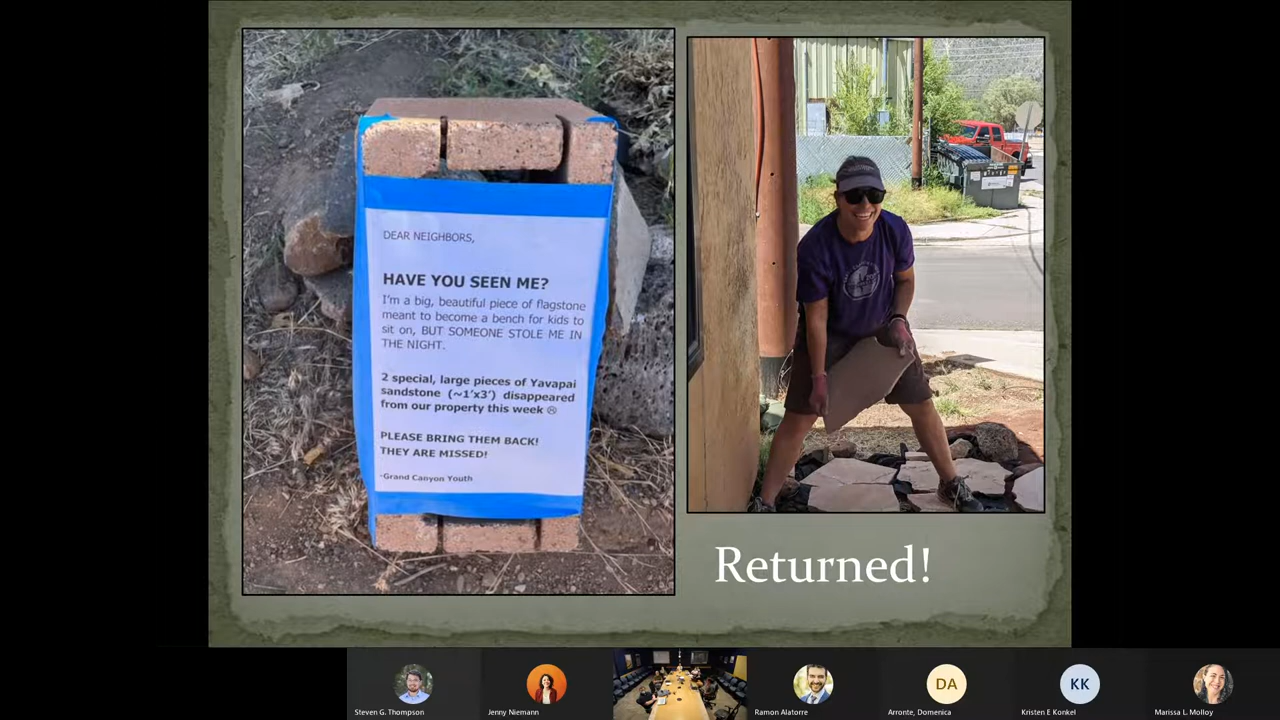 DEAR NEIGHBORS,
HAVE YOU SEEN ME?
I'm a big, beautiful piece of flagstone
meant to become a bench for kids to
sit on, BUT SOMEONE STOLE ME IN
THE NIGHT.
2 special, large pieces of Yavapai
sandstone (~1'x3') disappeared
from our property this week ☹
PLEASE BRING THEM BACK!
THEY ARE MISSED!
-Grand Canyon Youth
Returned!
Steven G. Thompson
Jenny Niemann
Ramon Alatorre
DA
Arronte, Domenica
KK
Kristen E Konkel
Marissa L. Molloy